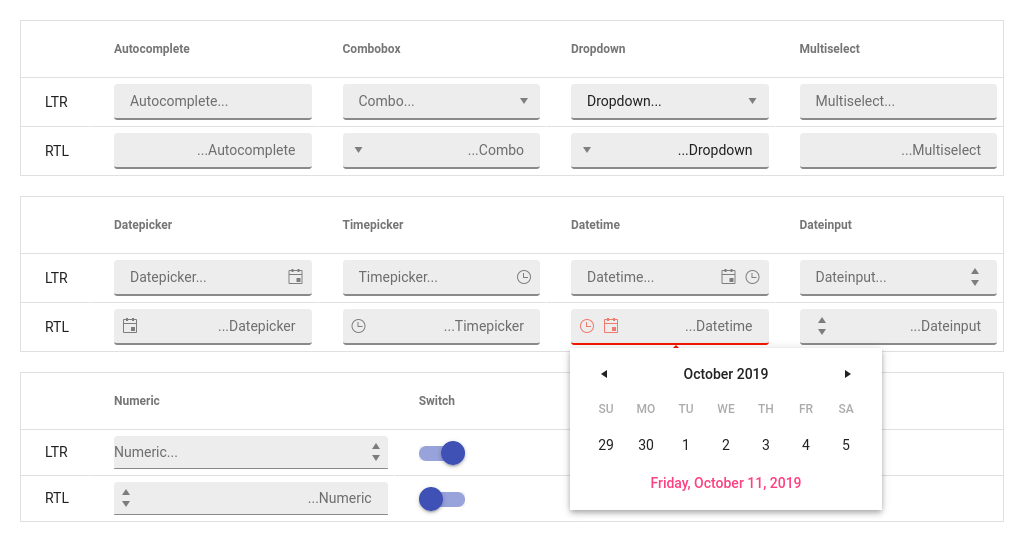 Autocomplete Combobox Dropdown Multiselect
LTR Autocomplete... Combo... Dropdown... Multiselect...
RTL ...Autocomplete ...Combo ...Dropdown ...Multiselect
Datepicker Timepicker Datetime Dateinput
LTR Datepicker... Timepicker... Datetime... Dateinput...
RTL ...Datepicker ...Timepicker ...Datetime ...Dateinput
Numeric Switch
LTR Numeric...
RTL ...Numeric
October 2019
SU MO TU WE TH FR SA
29 30 1 2 3 4 5
Friday, October 11, 2019